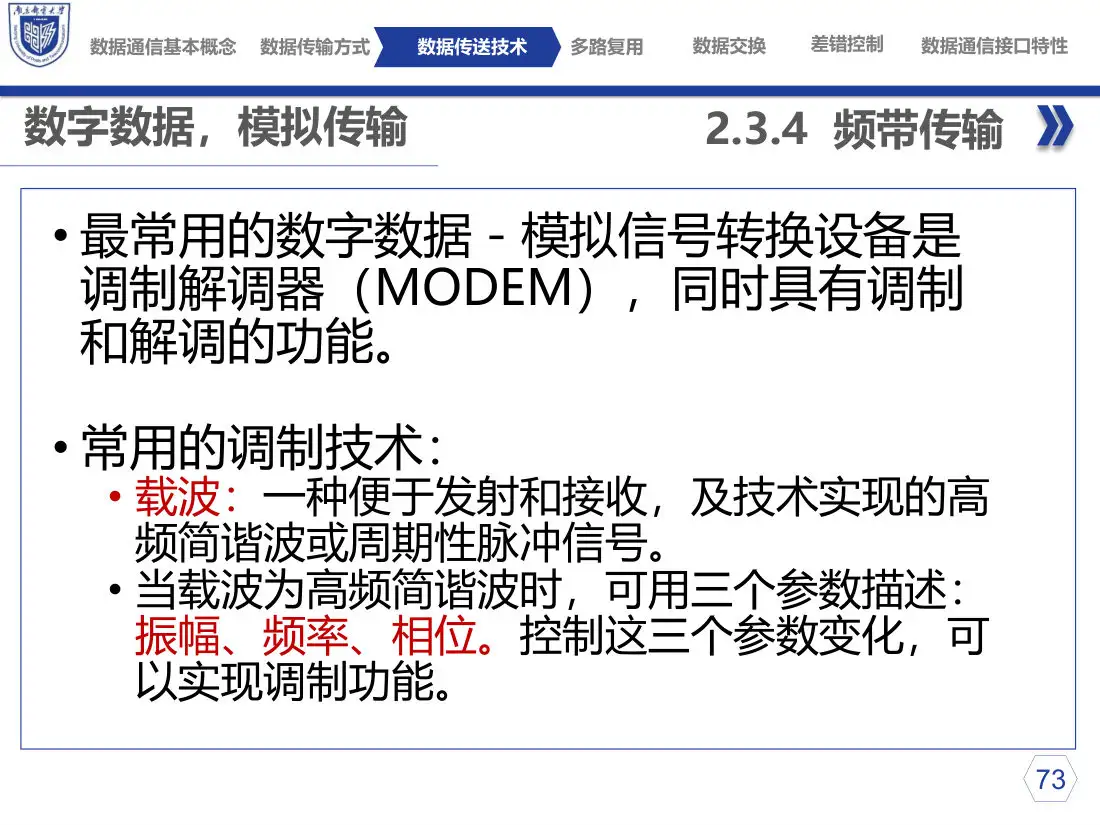 南京邮电大学
数据通信基本概念
数据传输方式
数据传送技术
多路复用
数据交换
差错控制
数据通信接口特性
数字数据，模拟传输
2.3.4 频带传输
• 最常用的数字数据 – 模拟信号转换设备是
调制解调器（MODEM），同时具有调制
和解调的功能。
• 常用的调制技术：
• 载波：一种便于发射和接收，及技术实现的高
频简谐波或周期性脉冲信号。
• 当载波为高频简谐波时，可用三个参数描述：
振幅、频率、相位。控制这三个参数变化，可
以实现调制功能。
73